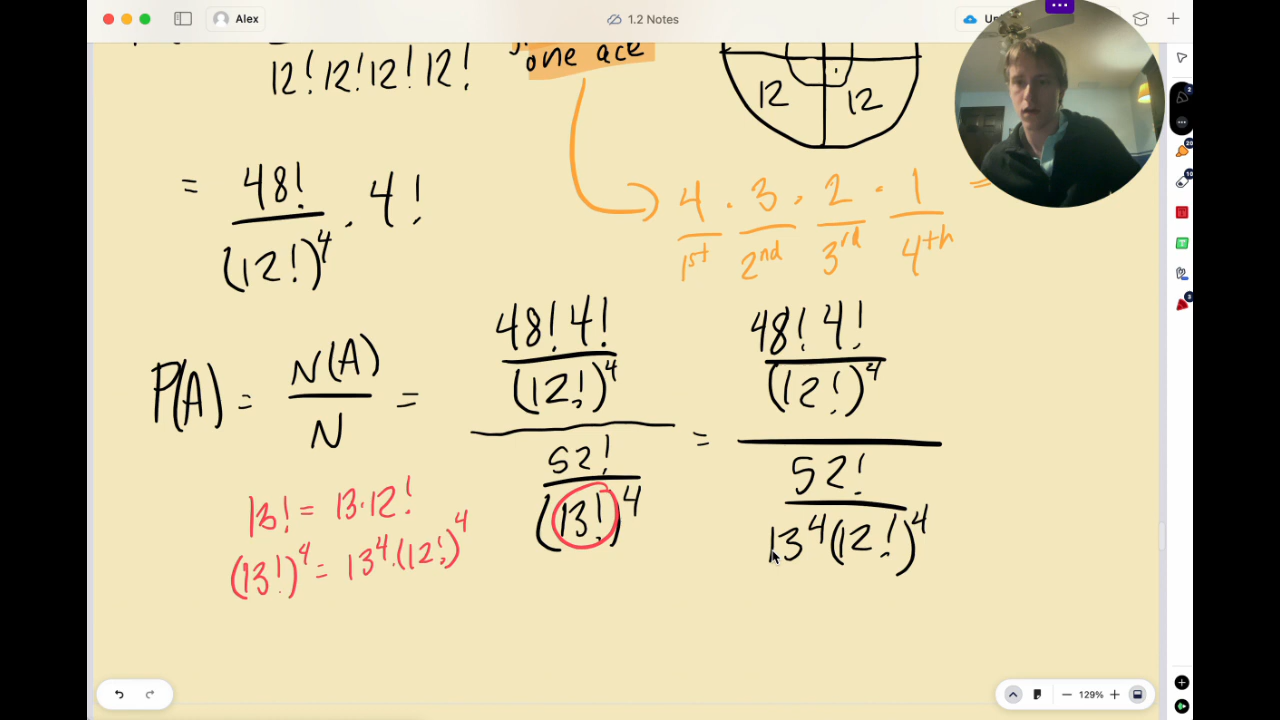 Alex
1.2 Notes
one ace
12! 12! 12! 12!
12 12
= 48! / (12!)^4 · 4!
4 · 3 · 2 · 1 =
1st 2nd 3rd 4th
P(A) = N(A) / N = (48! 4! / (12!)^4) / (52! / (13!)^4) = (48! 4! / (12!)^4) / (52! / 13^4 (12!)^4)
13! = 13 · 12!
(13!)^4 = 13^4 · (12!)^4
129%